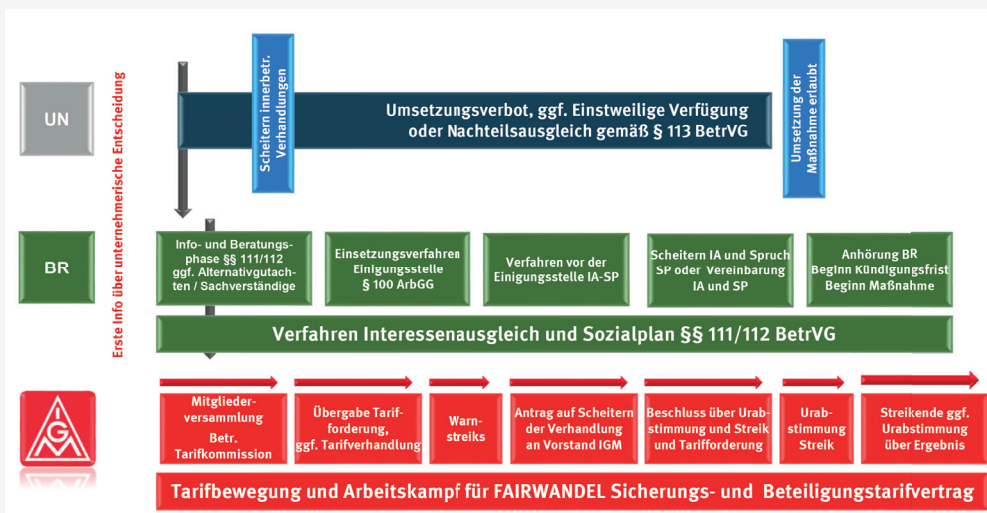 Erste Info über unternehmerische Entscheidung
UN
Scheitern innerbetr.
Verhandlungen
Umsetzungsverbot, ggf. Einstweilige Verfügung
oder Nachteilsausgleich gemäß § 113 BetrVG
Umsetzung der
Maßnahme erlaubt
BR
Info- und Beratungs-
phase §§ 111/112
ggf. Alternativgutach-
ten / Sachverständige
Einsetzungsverfahren
Einigungsstelle
§ 100 ArbGG
Verfahren vor der
Einigungsstelle IA-SP
Scheitern IA und Spruch
SP oder Vereinbarung
IA und SP
Anhörung BR
Beginn Kündigungsfrist
Beginn Maßnahme
Verfahren Interessenausgleich und Sozialplan §§ 111/112 BetrVG
IGM
Mitglieder-
versammlung
Betr.
Tarifkommission
Übergabe Tarif-
forderung,
ggf. Tarifverhandlung
Warn-
streiks
Antrag auf Scheitern
der Verhandlung
an Vorstand IGM
Beschluss über Urab-
stimmung und Streik
und Tarifforderung
Urab-
stimmung
Streik
Streikende ggf.
Urabstimmung
über Ergebnis
Tarifbewegung und Arbeitskampf für FAIRWANDEL Sicherungs- und Beteiligungstarifvertrag